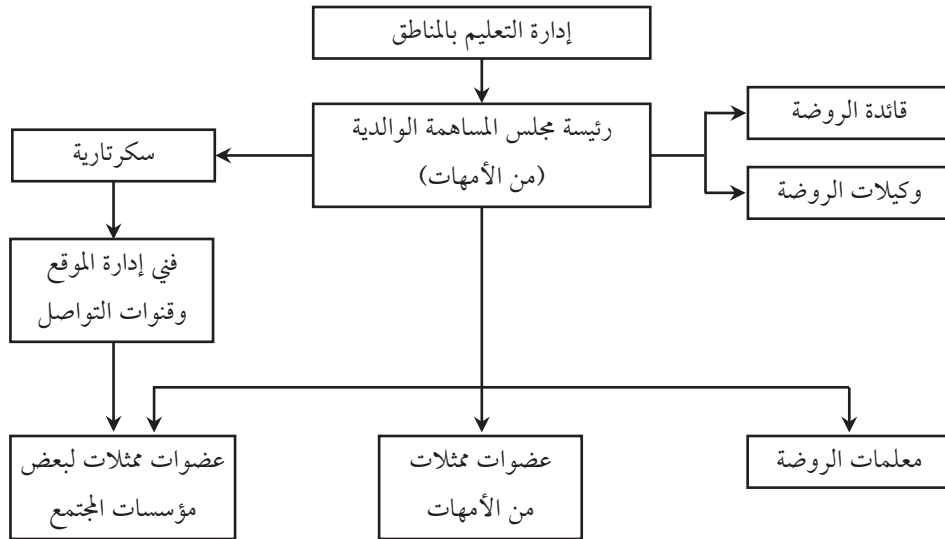 إدارة التعليم بالمناطق
رئيسة مجلس المساهمة الوالدية
(من الأمهات)
قائدة الروضة
وكيلات الروضة
سكرتارية
فني إدارة الموقع
وقنوات التواصل
معلمات الروضة
عضوات ممثلات
من الأمهات
عضوات ممثلات لبعض
مؤسسات المجتمع